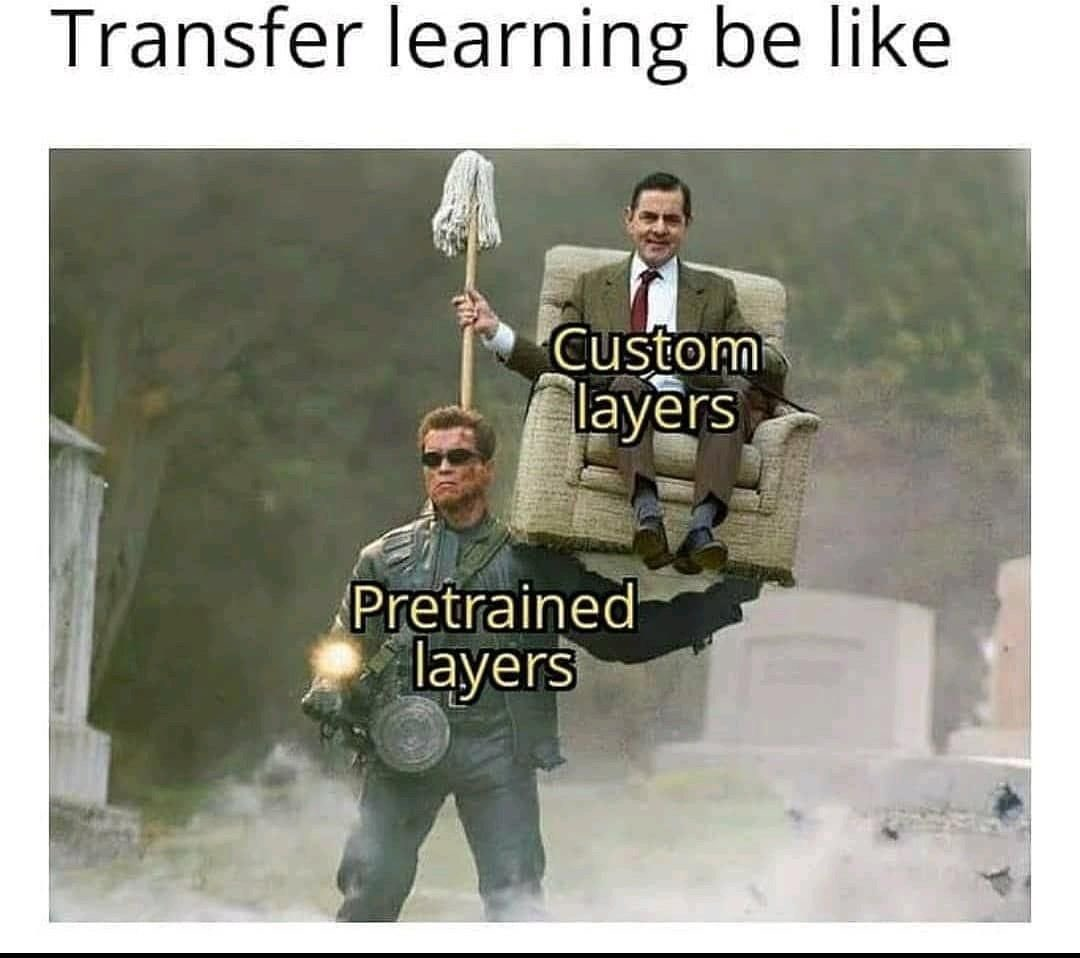 Transfer learning be like
Custom
layers
Pretrained
layers